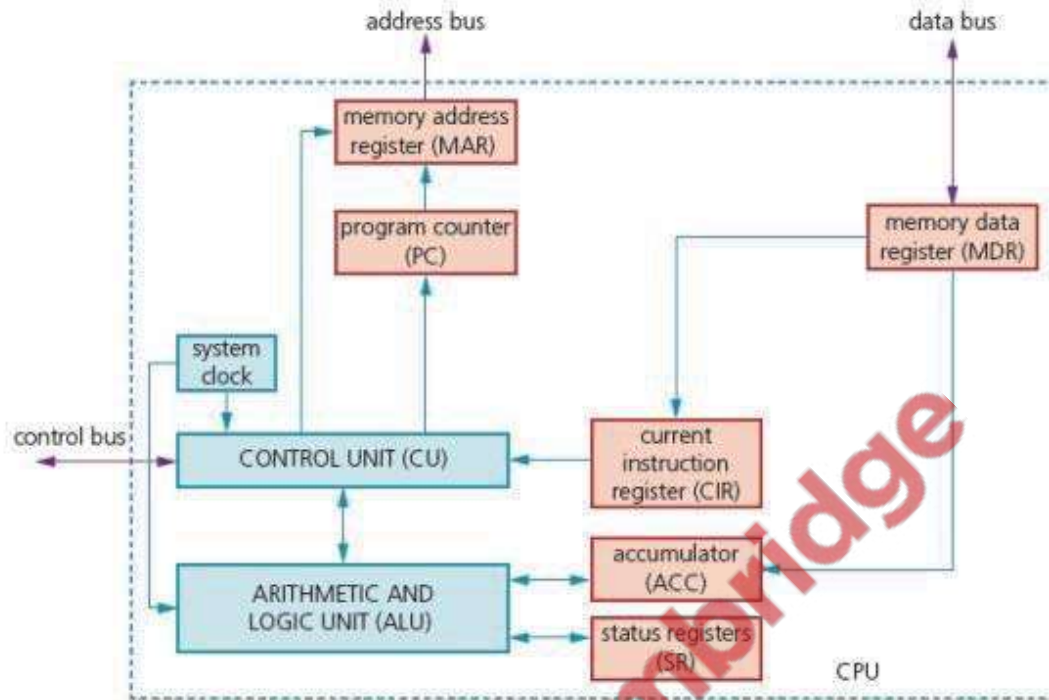 address bus
data bus
memory address
register (MAR)
program counter
(PC)
memory data
register (MDR)
system
clock
control bus
CONTROL UNIT (CU)
current
instruction
register (CIR)
ARITHMETIC AND
LOGIC UNIT (ALU)
accumulator
(ACC)
status registers
(SR)
CPU
mbridge